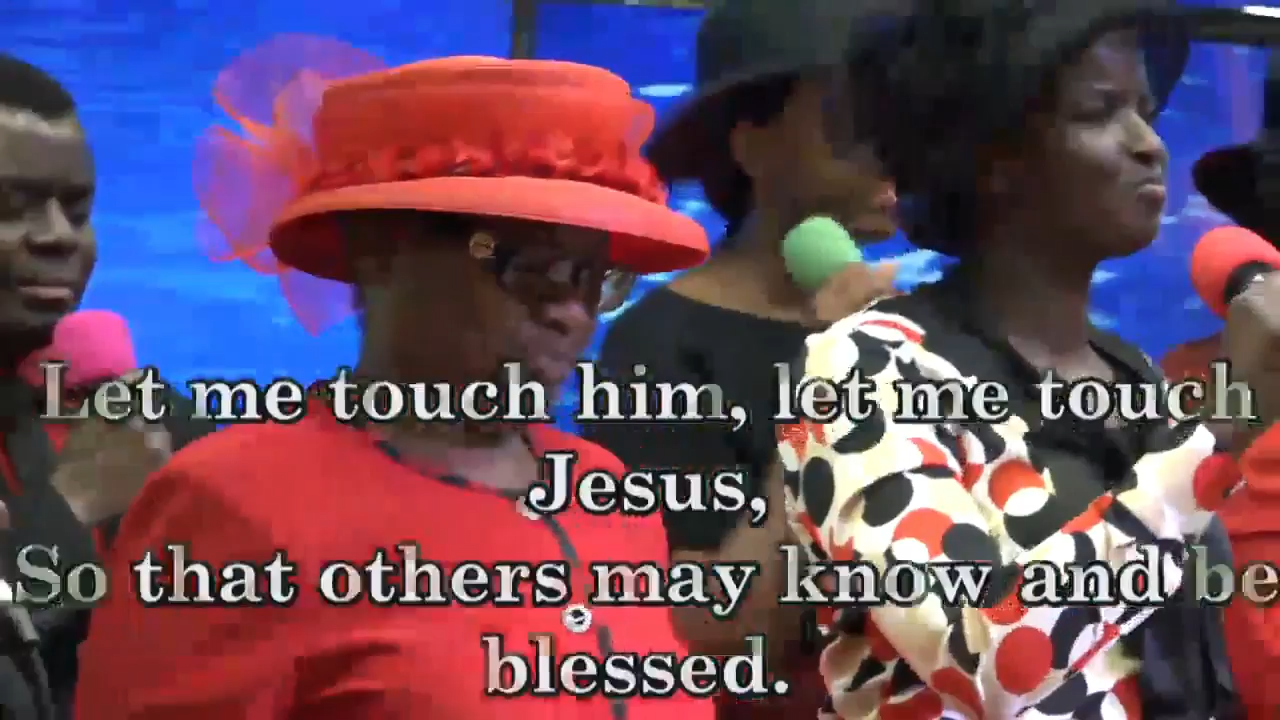 Let me touch him, let me touch
Jesus,
So that others may know and be
blessed.